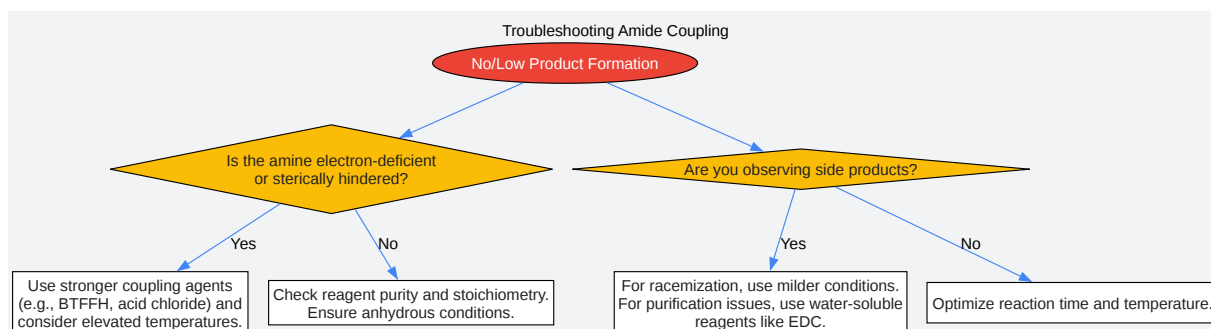 Troubleshooting Amide Coupling
No/Low Product Formation
Is the amine electron-deficient
or sterically hindered?
Are you observing side products?
Yes
No
Yes
No
Use stronger coupling agents
(e.g., BTFFH, acid chloride) and
consider elevated temperatures.
Check reagent purity and stoichiometry.
Ensure anhydrous conditions.
For racemization, use milder conditions.
For purification issues, use water-soluble
reagents like EDC.
Optimize reaction time and temperature.